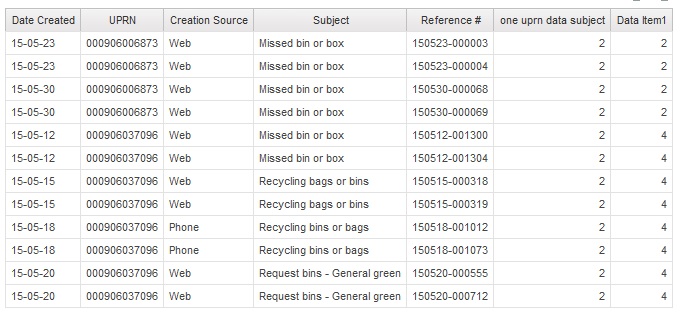 Date Created UPRN Creation Source Subject Reference # one uprn data subject Data Item1
15-05-23 000906006873 Web Missed bin or box 150523-000003 2 2
15-05-23 000906006873 Web Missed bin or box 150523-000004 2 2
15-05-30 000906006873 Web Missed bin or box 150530-000068 2 2
15-05-30 000906006873 Web Missed bin or box 150530-000069 2 2
15-05-12 000906037096 Web Missed bin or box 150512-001300 2 4
15-05-12 000906037096 Web Missed bin or box 150512-001304 2 4
15-05-15 000906037096 Web Recycling bags or bins 150515-000318 2 4
15-05-15 000906037096 Web Recycling bags or bins 150515-000319 2 4
15-05-18 000906037096 Phone Recycling bins or bags 150518-001012 2 4
15-05-18 000906037096 Phone Recycling bins or bags 150518-001073 2 4
15-05-20 000906037096 Web Request bins - General green 150520-000555 2 4
15-05-20 000906037096 Web Request bins - General green 150520-000712 2 4